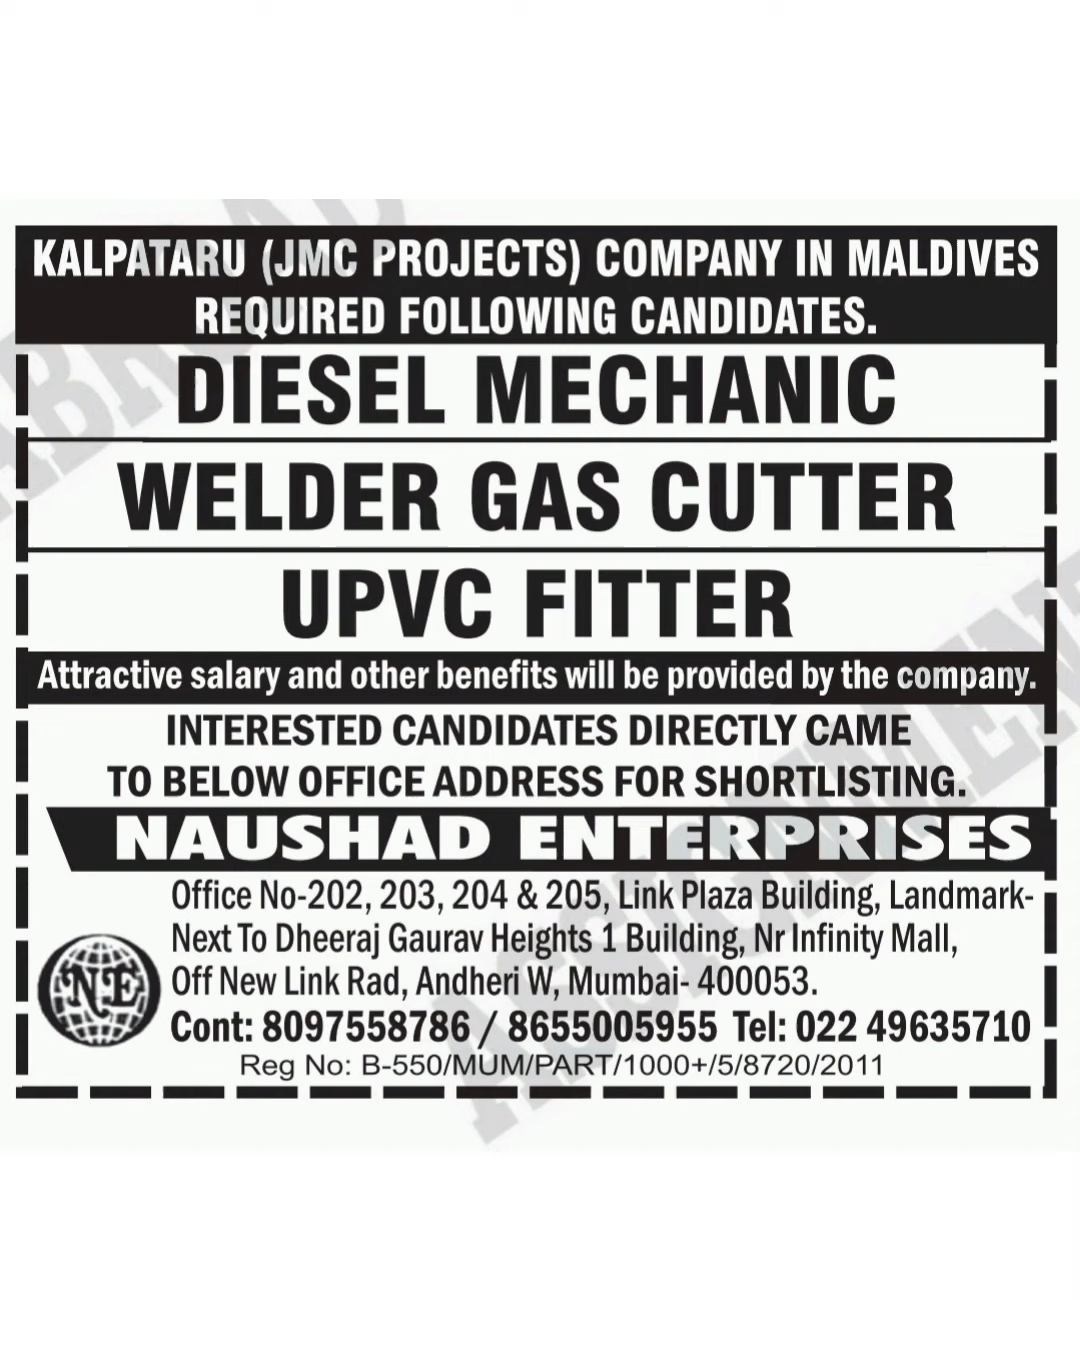 KALPATARU (JMC PROJECTS) COMPANY IN MALDIVES
REQUIRED FOLLOWING CANDIDATES.
DIESEL MECHANIC
WELDER GAS CUTTER
UPVC FITTER
Attractive salary and other benefits will be provided by the company.
INTERESTED CANDIDATES DIRECTLY CAME
TO BELOW OFFICE ADDRESS FOR SHORTLISTING.
NAUSHAD ENTERPRISES
Office No-202, 203, 204 & 205, Link Plaza Building, Landmark-
Next To Dheeraj Gaurav Heights 1 Building, Nr Infinity Mall,
Off New Link Rad, Andheri W, Mumbai- 400053.
NE
Cont: 8097558786 / 8655005955 Tel: 022 49635710
Reg No: B-550/MUM/PART/1000+/5/8720/2011
ABROAD
ASSIGNMENT